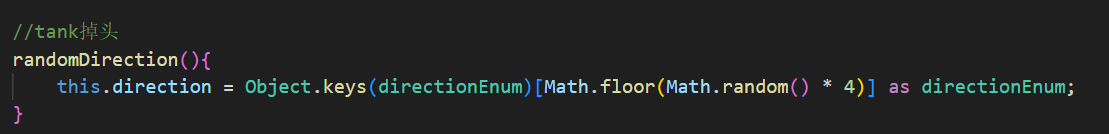 //tank掉头
randomDirection(){
    this.direction = Object.keys(directionEnum)[Math.floor(Math.random() * 4)] as directionEnum;
}